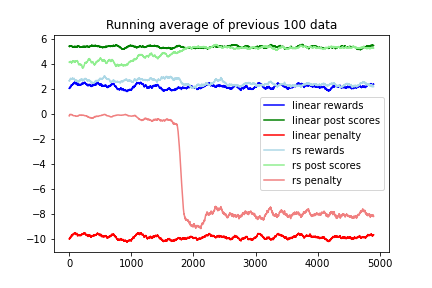 Running average of previous 100 data
6
4
2
0
−2
−4
−6
−8
−10
linear rewards
linear post scores
linear penalty
rs rewards
rs post scores
rs penalty
0 1000 2000 3000 4000 5000